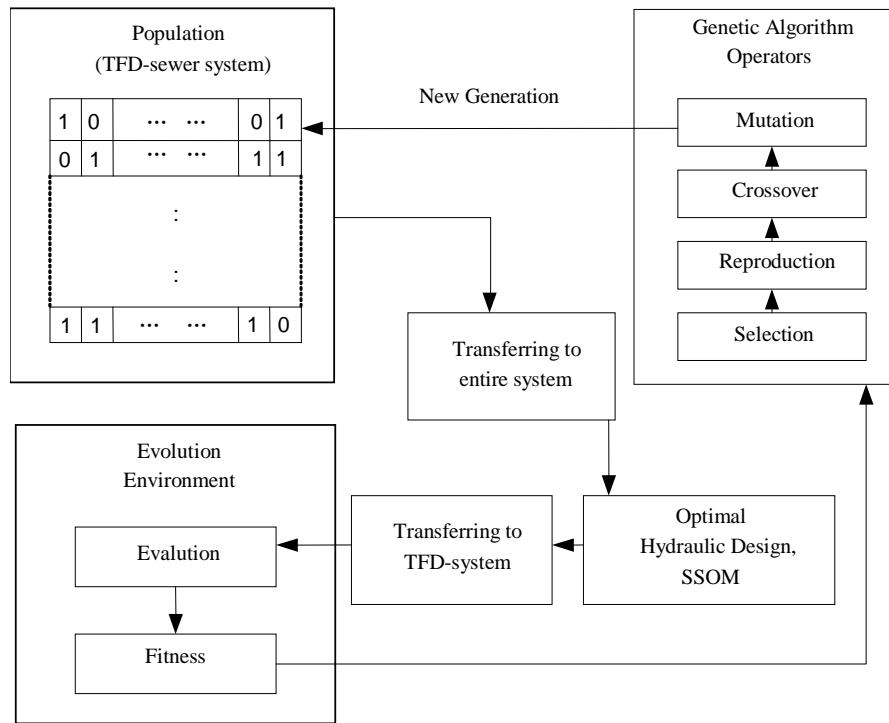 Population
(TFD-sewer system)
1 0 ... ... 0 1
0 1 ... ... 1 1
:
:
1 1 ... ... 1 0
New Generation
Genetic Algorithm
Operators
Mutation
Crossover
Reproduction
Selection
Transferring to
entire system
Evolution
Environment
Evalution
Fitness
Transferring to
TFD-system
Optimal
Hydraulic Design,
SSOM